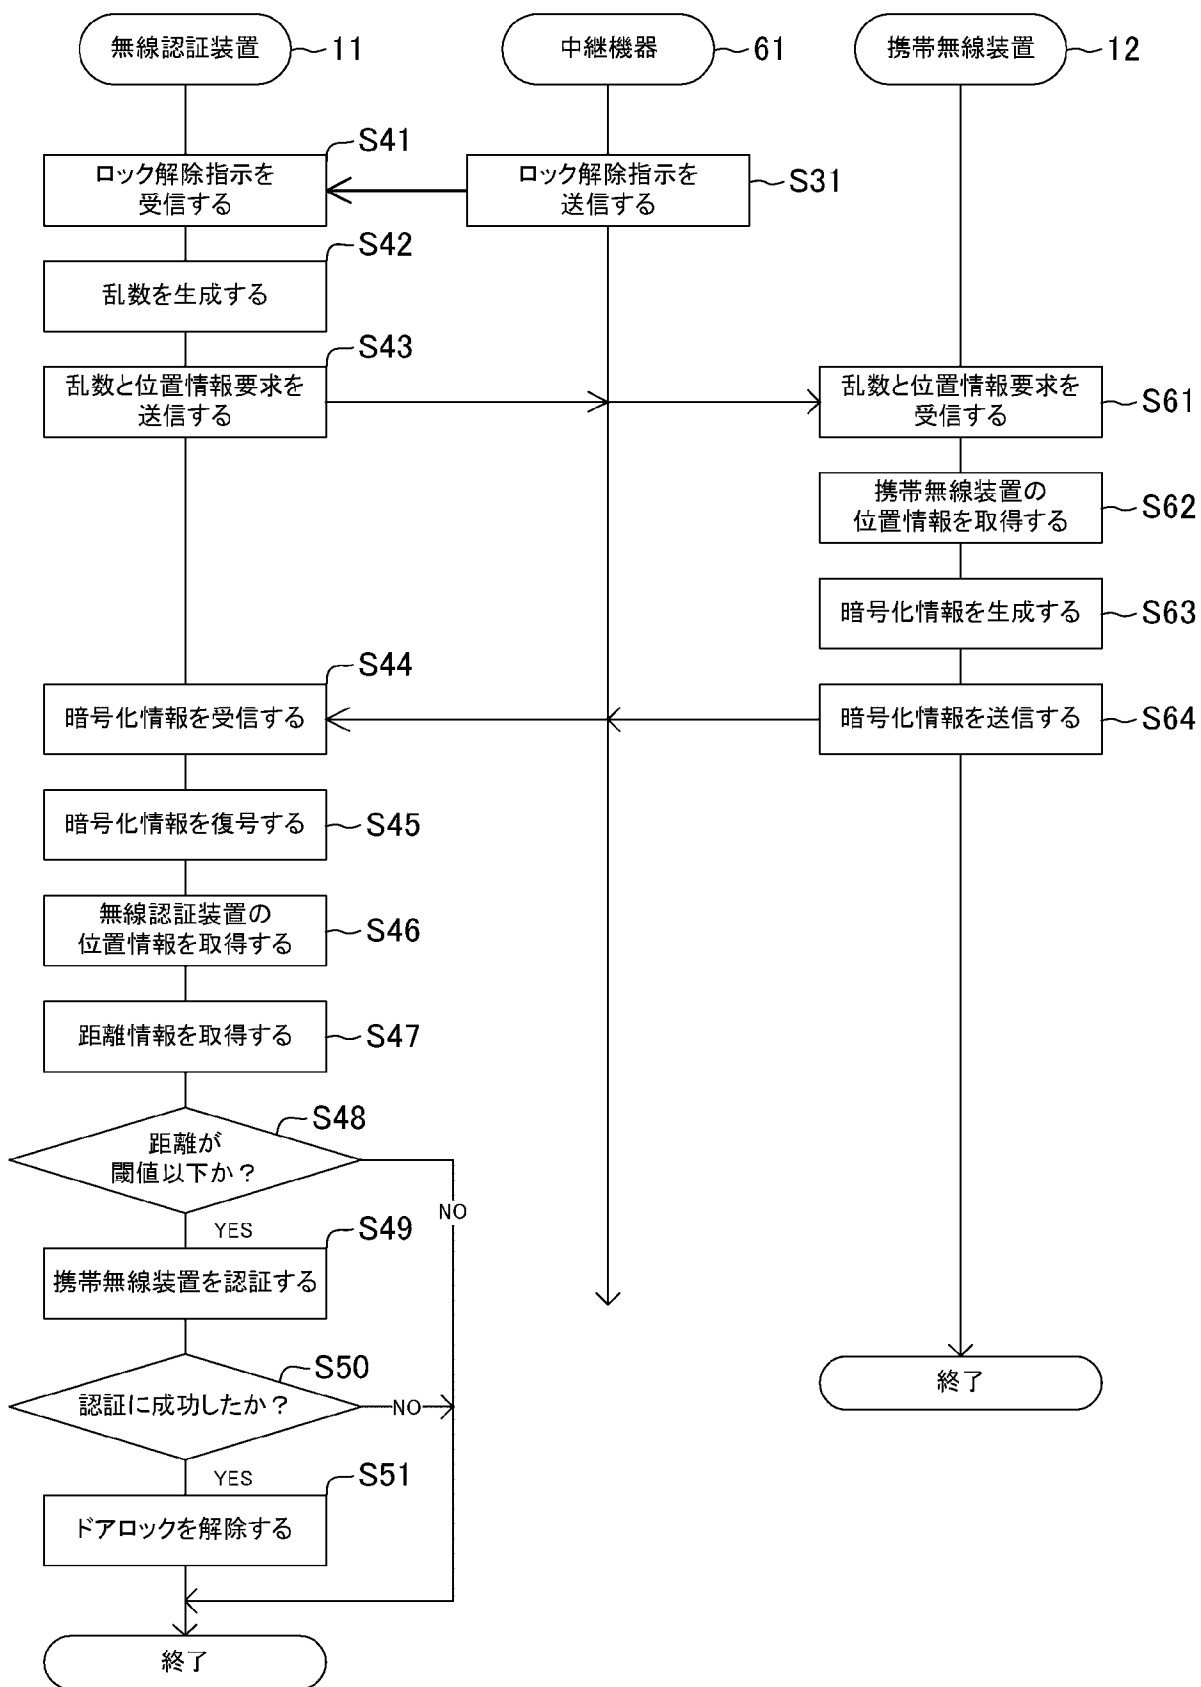 無線認証装置
11
中継機器
61
携帯無線装置
12
S41
ロック解除指示を
受信する
ロック解除指示を
送信する
S31
S42
乱数を生成する
S43
乱数と位置情報要求を
送信する
乱数と位置情報要求を
受信する
S61
携帯無線装置の
位置情報を取得する
S62
暗号化情報を生成する
S63
S44
暗号化情報を受信する
暗号化情報を送信する
S64
暗号化情報を復号する
S45
無線認証装置の
位置情報を取得する
S46
距離情報を取得する
S47
S48
距離が
閾値以下か？
NO
YES
S49
携帯無線装置を認証する
S50
認証に成功したか？
NO
終了
YES
S51
ドアロックを解除する
終了